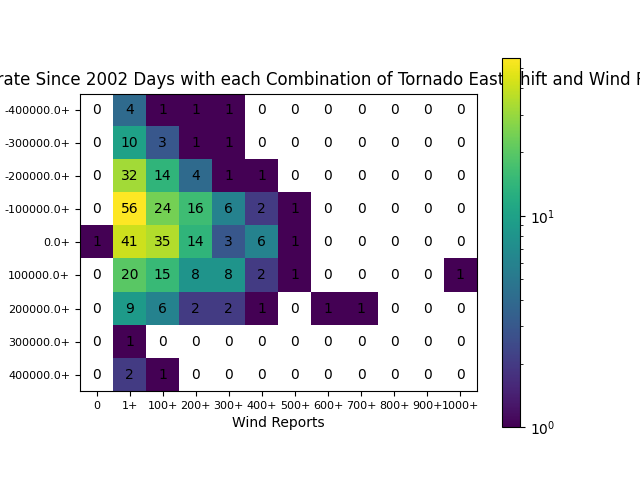 rate Since 2002 Days with each Combination of Tornado East Shift and Wind R
-400000.0+ 0 4 1 1 1 0 0 0 0 0 0 0
-300000.0+ 0 10 3 1 1 0 0 0 0 0 0 0
-200000.0+ 0 32 14 4 1 1 0 0 0 0 0 0
-100000.0+ 0 56 24 16 6 2 1 0 0 0 0 0
0.0+ 1 41 35 14 3 6 1 0 0 0 0 0
100000.0+ 0 20 15 8 8 2 1 0 0 0 0 1
200000.0+ 0 9 6 2 2 1 0 1 1 0 0 0
300000.0+ 0 1 0 0 0 0 0 0 0 0 0 0
400000.0+ 0 2 1 0 0 0 0 0 0 0 0 0
0 1+ 100+ 200+ 300+ 400+ 500+ 600+ 700+ 800+ 900+ 1000+
Wind Reports
10¹
10⁰